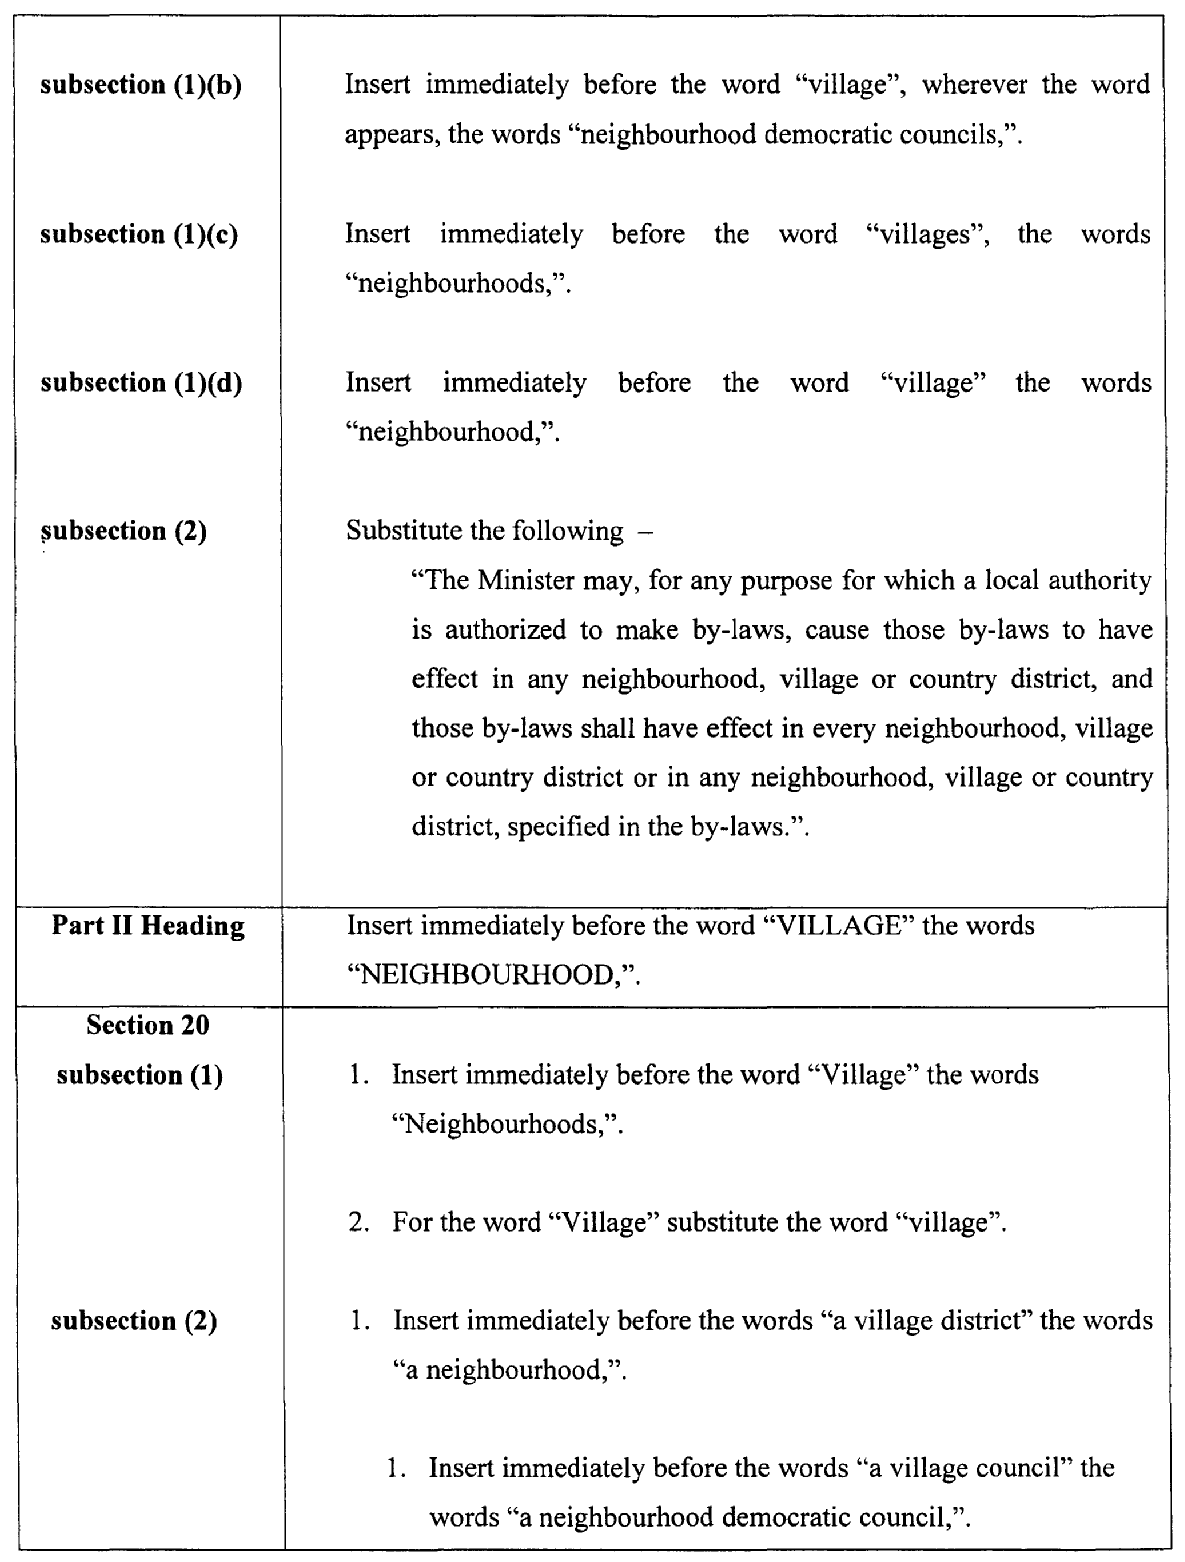 subsection (1)(b) Insert immediately before the word “village”, wherever the word
appears, the words “neighbourhood democratic councils,”.
subsection (1)(c) Insert immediately before the word “villages”, the words
“neighbourhoods,”.
subsection (1)(d) Insert immediately before the word “village” the words
“neighbourhood,”.
subsection (2) Substitute the following –
“The Minister may, for any purpose for which a local authority
is authorized to make by-laws, cause those by-laws to have
effect in any neighbourhood, village or country district, and
those by-laws shall have effect in every neighbourhood, village
or country district or in any neighbourhood, village or country
district, specified in the by-laws.”.
Part II Heading Insert immediately before the word “VILLAGE” the words
“NEIGHBOURHOOD,”.
Section 20
subsection (1) 1. Insert immediately before the word “Village” the words
“Neighbourhoods,”.
2. For the word “Village” substitute the word “village”.
subsection (2) 1. Insert immediately before the words “a village district” the words
“a neighbourhood,”.
1. Insert immediately before the words “a village council” the
words “a neighbourhood democratic council,”.